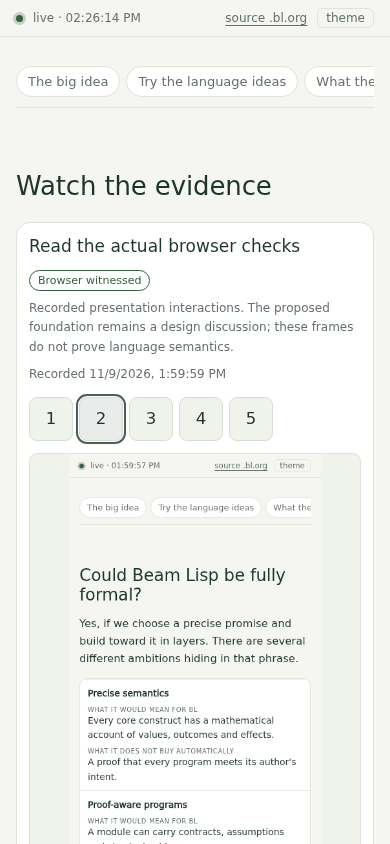 live · 02:26:14 PM
source .bl.org
theme
The big idea
Try the language ideas
What the
Watch the evidence
Read the actual browser checks
Browser witnessed
Recorded presentation interactions. The proposed
foundation remains a design discussion; these frames
do not prove language semantics.
Recorded 11/9/2026, 1:59:59 PM
1 2 3 4 5
live · 01:59:57 PM
source .bl.org
theme
The big idea
Try the language ideas
What the
Could Beam Lisp be fully
formal?
Yes, if we choose a precise promise and
build toward it in layers. There are several
different ambitions hiding in that phrase.
Precise semantics
WHAT IT WOULD MEAN FOR BL
Every core construct has a mathematical
account of values, outcomes and effects.
WHAT IT DOES NOT BUY AUTOMATICALLY
A proof that every program meets its author's
intent.
Proof-aware programs
WHAT IT WOULD MEAN FOR BL
A module can carry contracts, assumptions